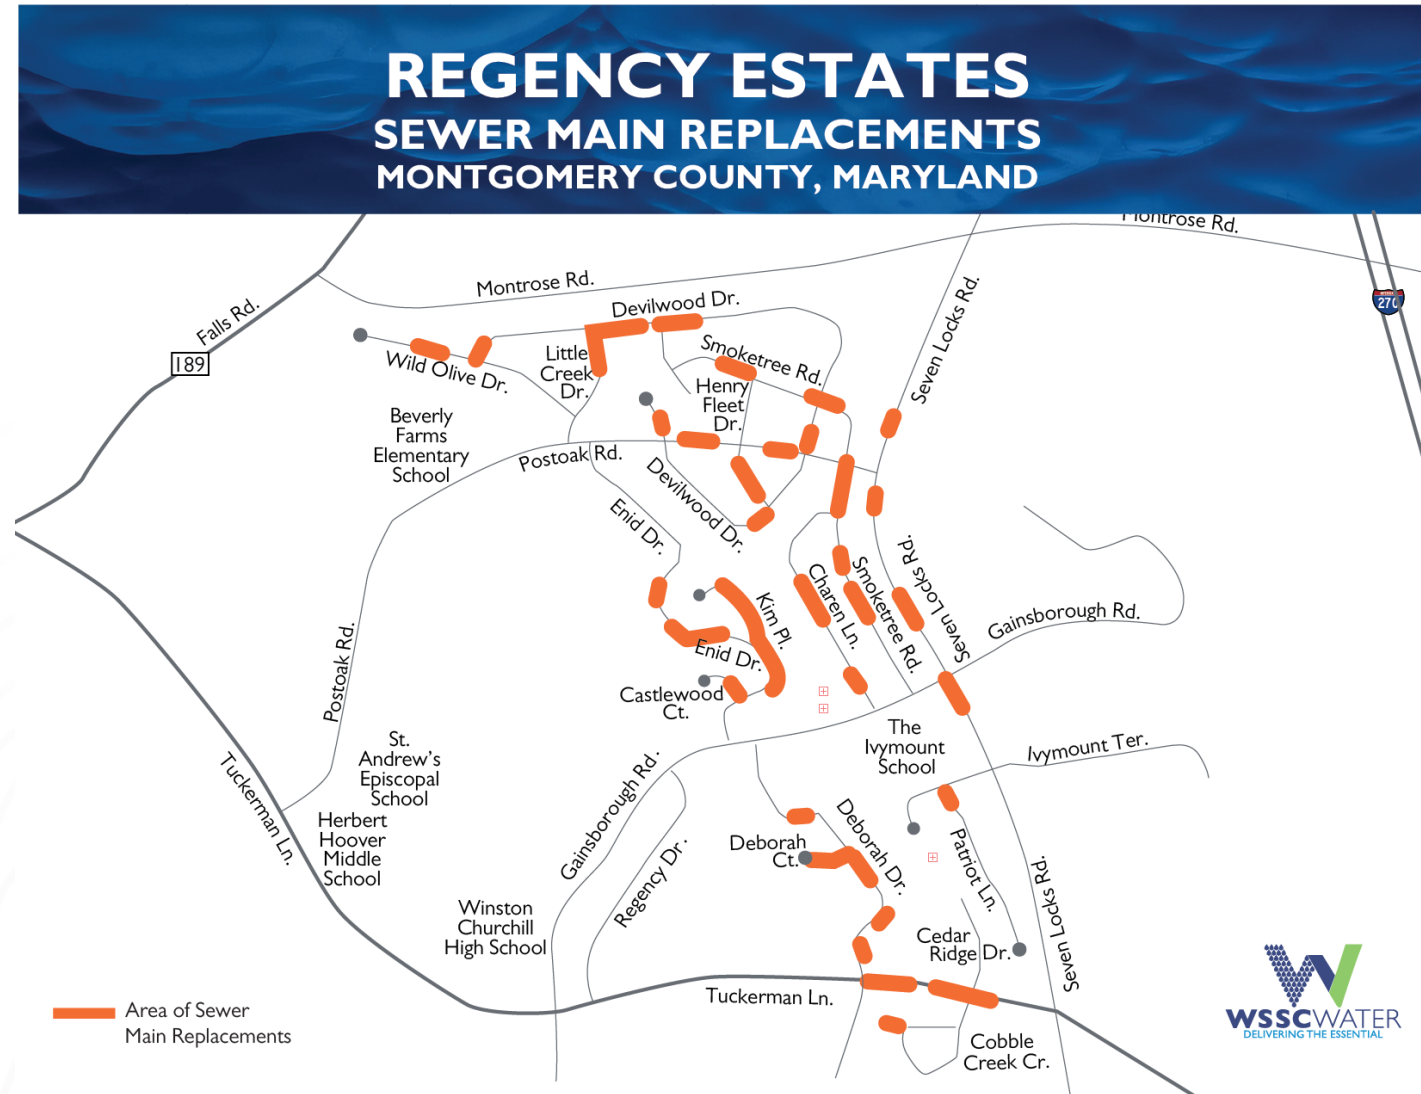 REGENCY ESTATES
SEWER MAIN REPLACEMENTS
MONTGOMERY COUNTY, MARYLAND
Montrose Rd.
Montrose Rd.
Falls Rd.
189
270
Devilwood Dr.
Seven Locks Rd.
Wild Olive Dr.
Little
Creek
Dr.
Smoketree Rd.
Henry
Fleet
Dr.
Beverly
Farms
Elementary
School
Postoak Rd.
Devilwood Dr.
Enid Dr.
Kim Pl.
Charen Ln.
Smoketree Rd.
Seven Locks Rd.
Gainsborough Rd.
Enid Dr.
Castlewood
Ct.
Postoak Rd.
The
Ivymount
School
Ivymount Ter.
St.
Andrew's
Episcopal
School
Tuckerman Ln.
Herbert
Hoover
Middle
School
Gainsborough Rd.
Regency Dr.
Deborah
Ct.
Deborah Dr.
Patriot Ln.
Seven Locks Rd.
Winston
Churchill
High School
Cedar
Ridge Dr.
Tuckerman Ln.
Cobble
Creek Cr.
Area of Sewer
Main Replacements
WSSCWATER
DELIVERING THE ESSENTIAL